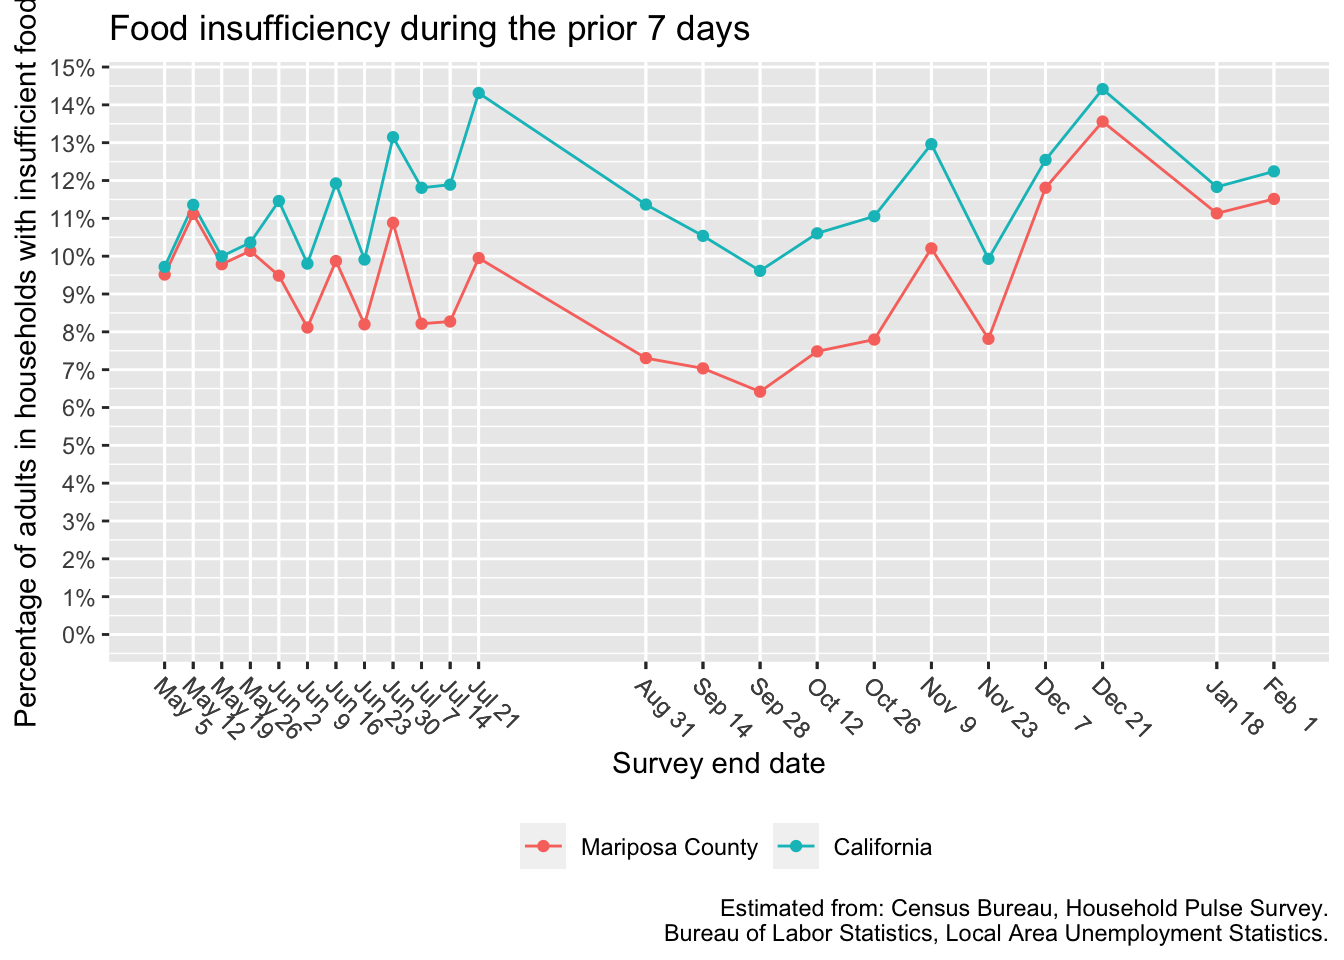 Food insufficiency during the prior 7 days
Percentage of adults in households with insufficient food
15%
14%
13%
12%
11%
10%
9%
8%
7%
6%
5%
4%
3%
2%
1%
0%
May 5
May 12
May 19
May 26
Jun 2
Jun 9
Jun 16
Jun 23
Jun 30
Jul 7
Jul 14
Jul 21
Aug 31
Sep 14
Sep 28
Oct 12
Oct 26
Nov 9
Nov 23
Dec 7
Dec 21
Jan 18
Feb 1
Survey end date
Mariposa County
California
Estimated from: Census Bureau, Household Pulse Survey.
Bureau of Labor Statistics, Local Area Unemployment Statistics.